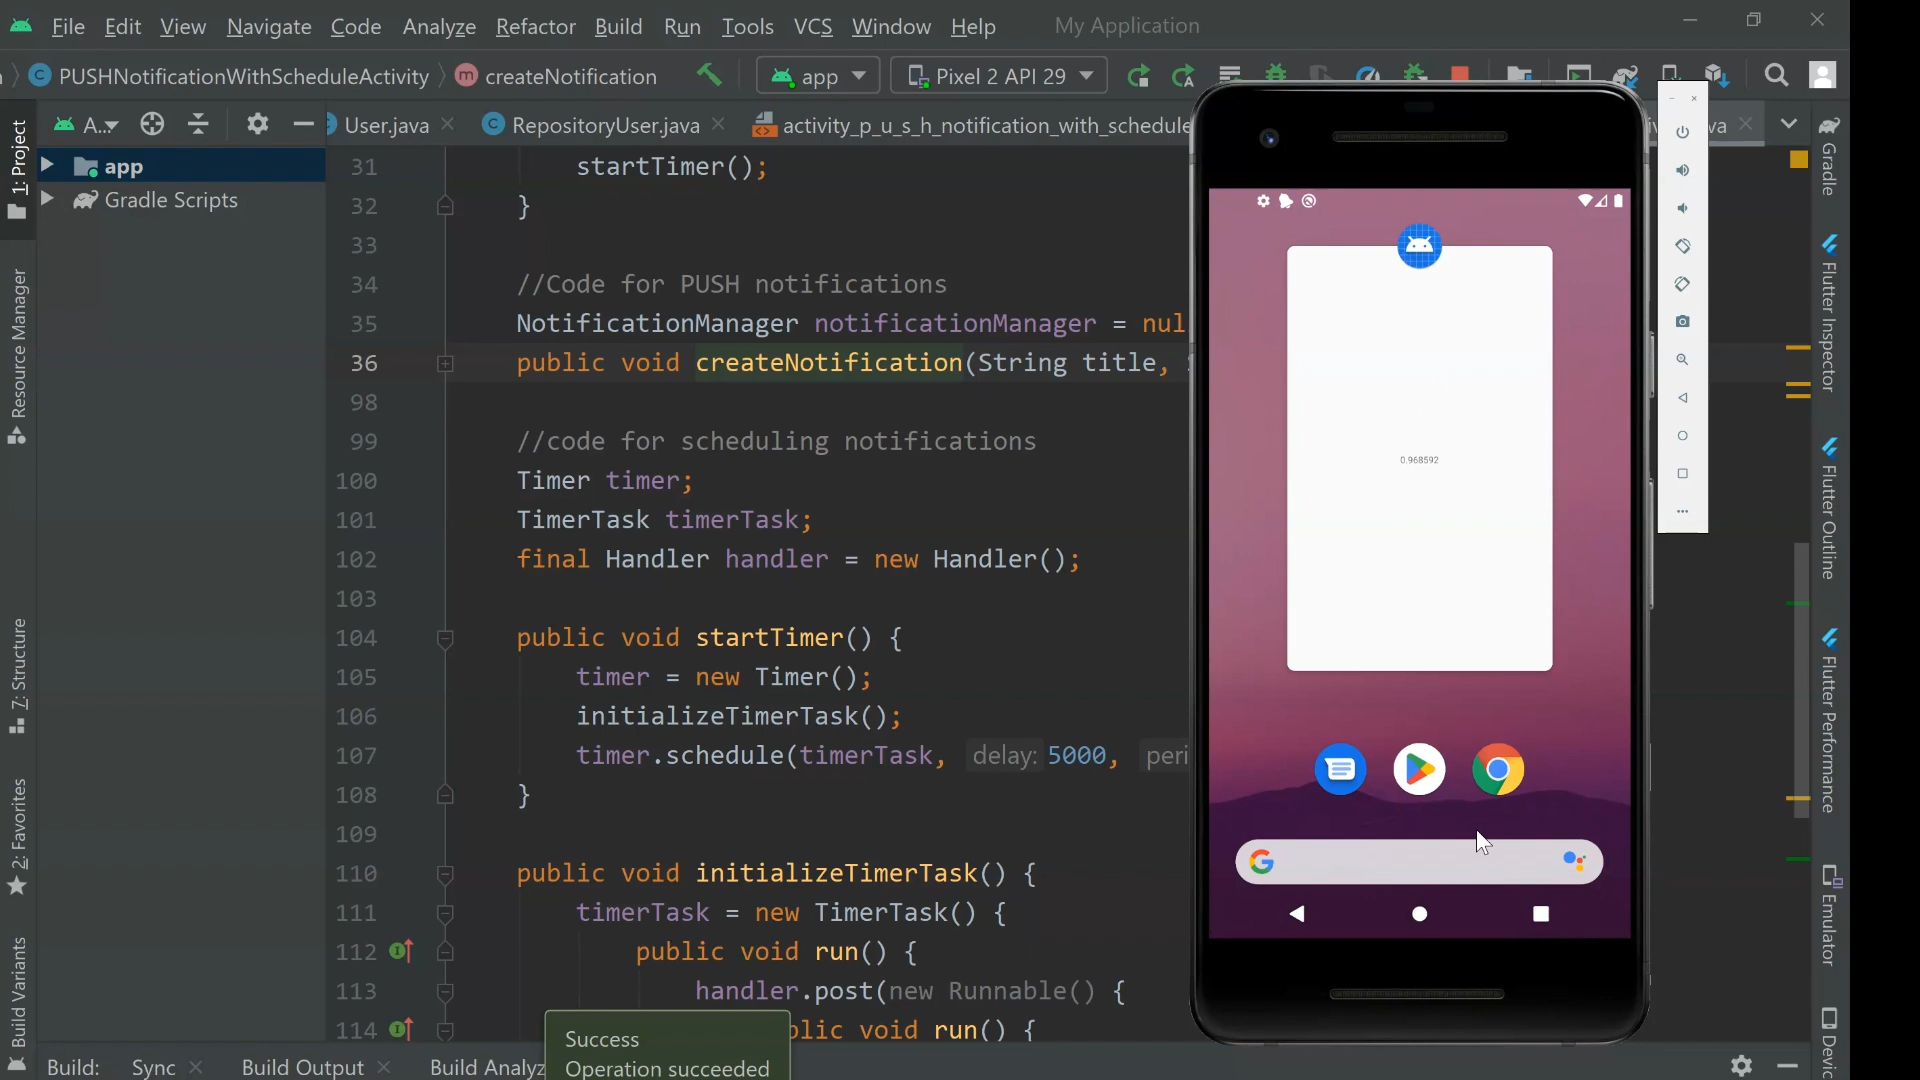 File Edit View Navigate Code Analyze Refactor Build Run Tools VCS Window Help My Application
PUSHNotificationWithScheduleActivity m createNotification app Pixel 2 API 29
A... User.java RepositoryUser.java activity_p_u_s_h_notification_with_schedule
app
Gradle Scripts
1: Project
Resource Manager
7: Structure
2: Favorites
Build Variants
31 startTimer();
32 }
33
34 //Code for PUSH notifications
35 NotificationManager notificationManager = nul
36 public void createNotification(String title,
98
99 //code for scheduling notifications
100 Timer timer;
101 TimerTask timerTask;
102 final Handler handler = new Handler();
103
104 public void startTimer() {
105 timer = new Timer();
106 initializeTimerTask();
107 timer.schedule(timerTask, delay: 5000, peri
108 }
109
110 public void initializeTimerTask() {
111 timerTask = new TimerTask() {
112 public void run() {
113 handler.post(new Runnable() {
114 blic void run() {
Success
Operation succeeded
0.968592
Gradle
Flutter Inspector
Flutter Outline
Flutter Performance
Emulator
Devic
Build: Sync Build Output Build Analyz